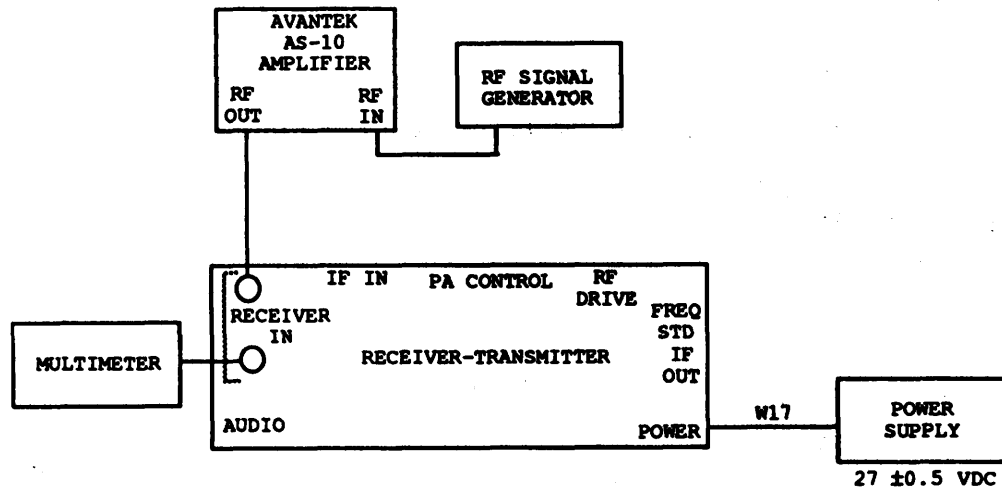 AVANTEK
AS-10
AMPLIFIER
RF
OUT
RF
IN
RF SIGNAL
GENERATOR
IF IN
PA CONTROL
RF
DRIVE
RECEIVER
IN
FREQ
STD
IF
OUT
MULTIMETER
RECEIVER-TRANSMITTER
AUDIO
POWER
W17
POWER
SUPPLY
27 ±0.5 VDC